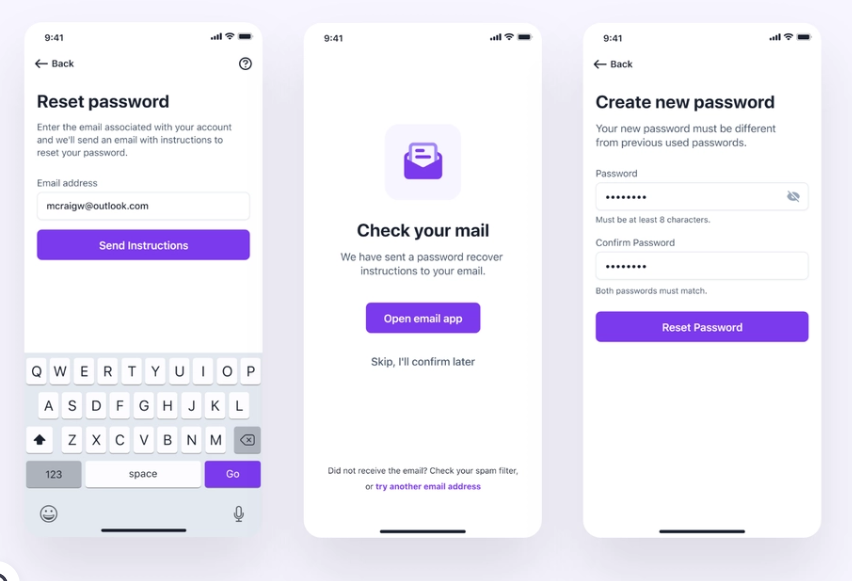 9:41
Back
Reset password
Enter the email associated with your account
and we'll send an email with instructions to
reset your password.
Email address
mcraigw@outlook.com
Send Instructions
Q W E R T Y U I O P
A S D F G H J K L
Z X C V B N M
123 space Go
9:41
Check your mail
We have sent a password recover
instructions to your email.
Open email app
Skip, I'll confirm later
Did not receive the email? Check your spam filter,
or try another email address
9:41
Back
Create new password
Your new password must be different
from previous used passwords.
Password
Must be at least 8 characters.
Confirm Password
Both passwords must match.
Reset Password